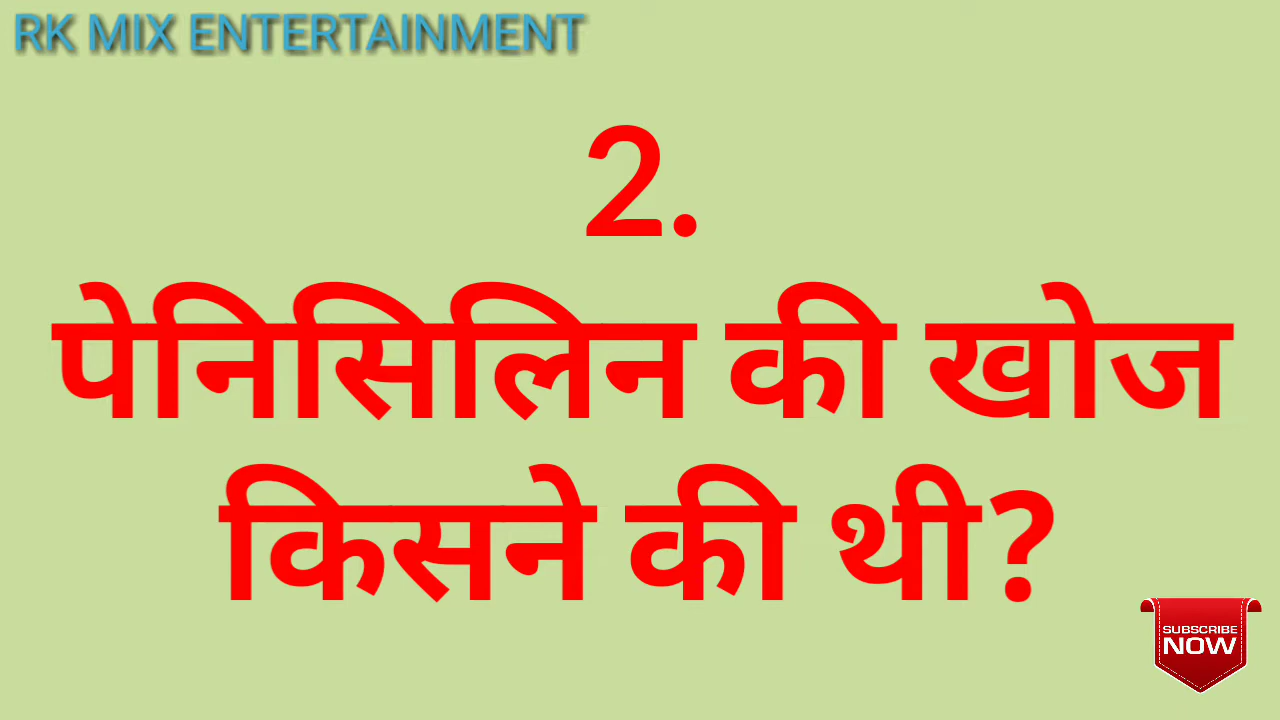 RK MIX ENTERTAINMENT
2.
पेनिसिलिन की खोज
किसने की थी?
SUBSCRIBE
NOW